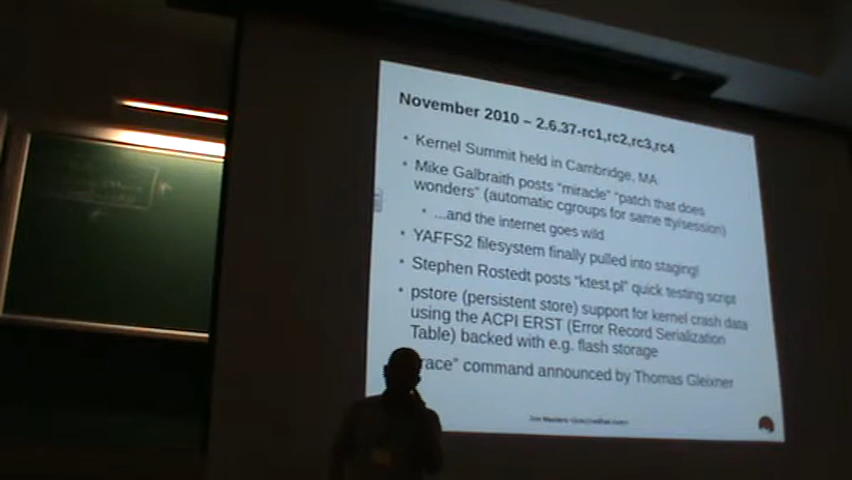 November 2010 – 2.6.37-rc1,rc2,rc3,rc4
• Kernel Summit held in Cambridge, MA
• Mike Galbraith posts "miracle" "patch that does
wonders" (automatic cgroups for same tty/session)
• ...and the internet goes wild
• YAFFS2 filesystem finally pulled into staging!
• Stephen Rostedt posts "ktest.pl" quick testing script
• pstore (persistent store) support for kernel crash data
using the ACPI ERST (Error Record Serialization
Table) backed with e.g. flash storage
race" command announced by Thomas Gleixner